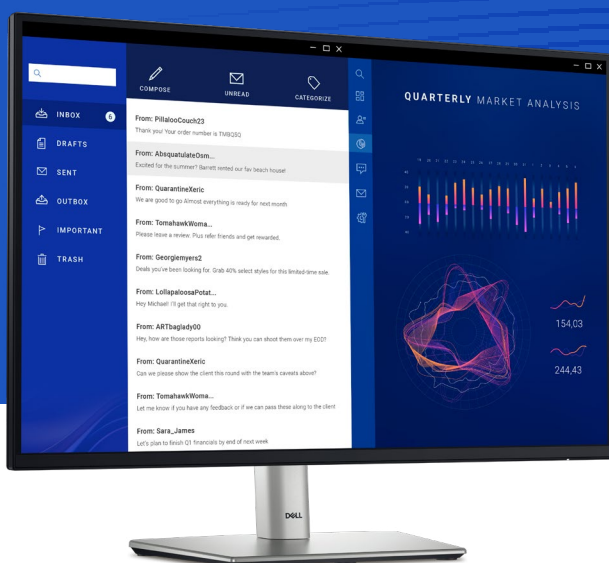 COMPOSE
UNREAD
CATEGORIZE
INBOX 6
DRAFTS
SENT
OUTBOX
IMPORTANT
TRASH
From: PillalooCouch23
Thank you! Your order number is TMBQSQ
From: AbsquatulateOsm...
Excited for the summer? Barrett rented our fav beach house!
From: QuarantineXeric
We are good to go Almost everything is ready for next month
From: TomahawkWoma...
Please leave a review. Plus refer friends and get rewarded.
From: Georgiemyers2
Deals you've been looking for. Grab 40% select styles for this limited-time sale.
From: LollapaloosaPotat...
Hey Michael! I'll get that right to you.
From: ARTbaglady00
Hey, how are those reports looking? Think you can shoot them over my EOD?
From: QuarantineXeric
Can we please show the client this round with the team's caveats above?
From: TomahawkWoma...
Let me know if you have any feedback or if we can pass these along to the client
From: Sara_James
Let's plan to finish Q1 financials by end of next week
QUARTERLY MARKET ANALYSIS
154,03
244,43
DELL